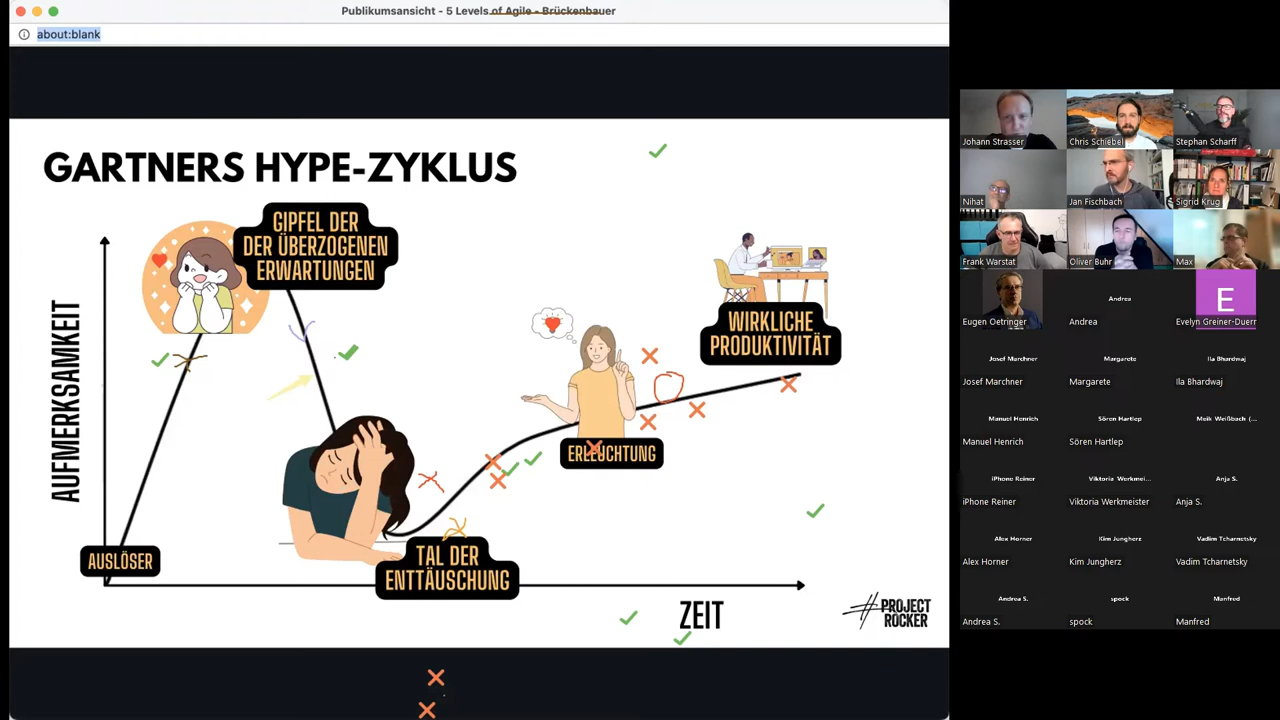 Publikumsansicht - 5 Levels of Agile - Brückenbauer
about:blank
GARTNERS HYPE-ZYKLUS
GIPFEL DER
DER ÜBERZOGENEN
ERWARTUNGEN
AUFMERKSAMKEIT
WIRKLICHE
PRODUKTIVITÄT
ERLEUCHTUNG
AUSLÖSER
TAL DER
ENTTÄUSCHUNG
ZEIT
#PROJECT
ROCKER
Johann Strasser
Chris Schiebel
Stephan Scharff
Nihat
Jan Fischbach
Sigrid Krug
Frank Warstat
Oliver Buhr
Max
Eugen Oetringer
Andrea
Andrea
E
Evelyn Greiner-Duerr
Josef Marchner
Margarete
Ila Bhardwaj
Josef Marchner
Margarete
Ila Bhardwaj
Manuel Henrich
Sören Hartlep
Meik Weißbach (...
Manuel Henrich
Sören Hartlep
iPhone Reiner
Viktoria Werkmei...
Anja S.
iPhone Reiner
Viktoria Werkmeister
Anja S.
Alex Horner
Kim Jungherz
Vadim Tcharnetsky
Alex Horner
Kim Jungherz
Vadim Tcharnetsky
Andrea S.
spock
Manfred
Andrea S.
spock
Manfred